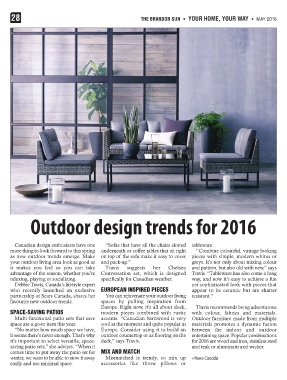 28
THE BRANDON SUN • YOUR HOME, YOUR WAY • MAY 2016
Outdoor design trends for 2016
Canadian design enthusiasts have one
more thing to look forward to this spring
as new outdoor trends emerge. Make
your outdoor living area look as good as
it makes you feel so you can take
advantage of the season, whether you're
relaxing, playing or socializing.
Debbie Travis, Canada's lifestyle expert
who recently launched an exclusive
partnership at Sears Canada, shares her
favourite new outdoor trends:
SPACE-SAVING PATIOS
Multi-functional patio sets that save
space are a go-to item this year.
"No matter how much space we have,
it seems there's never enough. That's why
it's important to select versatile, space-
saving patio sets," she advises. "When it
comes time to put away the patio set for
winter, we want to be able to store it away
easily and use minimal space.
"Sofas that have all the chairs stored
underneath or coffee tables that sit right
on top of the sofa make it easy to cover
and pack-up."
Travis suggests her Chelsea
Conversation set, which is designed
specifically for Canadian weather.
EUROPEAN INSPIRED PIECES
You can rejuvenate your outdoor living
spaces by pulling inspiration from
Europe. Right now, it's all about sleek,
modern pieces combined with rustic
accents. "Canadian barnwood is very
cool at the moment and quite popular in
Europe. Consider using it to build an
outdoor countertop or as flooring on the
deck," says Travis.
MIX AND MATCH
Mismatched is trendy, so mix up
accessories like throw pillows or
tableware.
"Combine colourful, vintage looking
pieces with simple, modern whites or
greys. It's not only about mixing colour
and pattern, but also old with new," says
Travis. "Tableware has also come a long
way, and now it's easy to achieve a fun
yet sophisticated look with pieces that
appear to be ceramic but are shatter
resistant."
Travis recommends being adventurous
with colour, fabrics and materials.
Outdoor furniture made from multiple
materials promotes a dynamic fusion
between the indoor and outdoor
entertaining space. Popular combinations
for 2016 are wood and iron, stainless steel
and teak or aluminum and wicker.
»News Canada